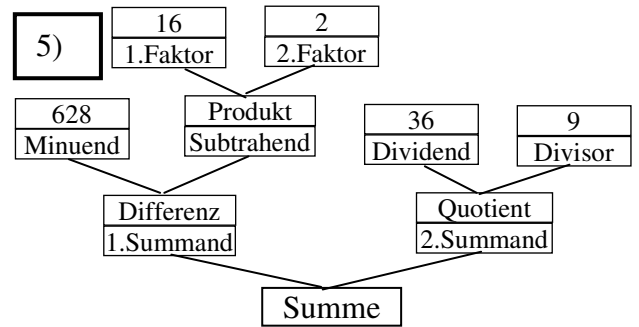 5)
16
1.Faktor
2
2.Faktor
Produkt
Subtrahend
628
Minuend
36
Dividend
9
Divisor
Differenz
1.Summand
Quotient
2.Summand
Summe